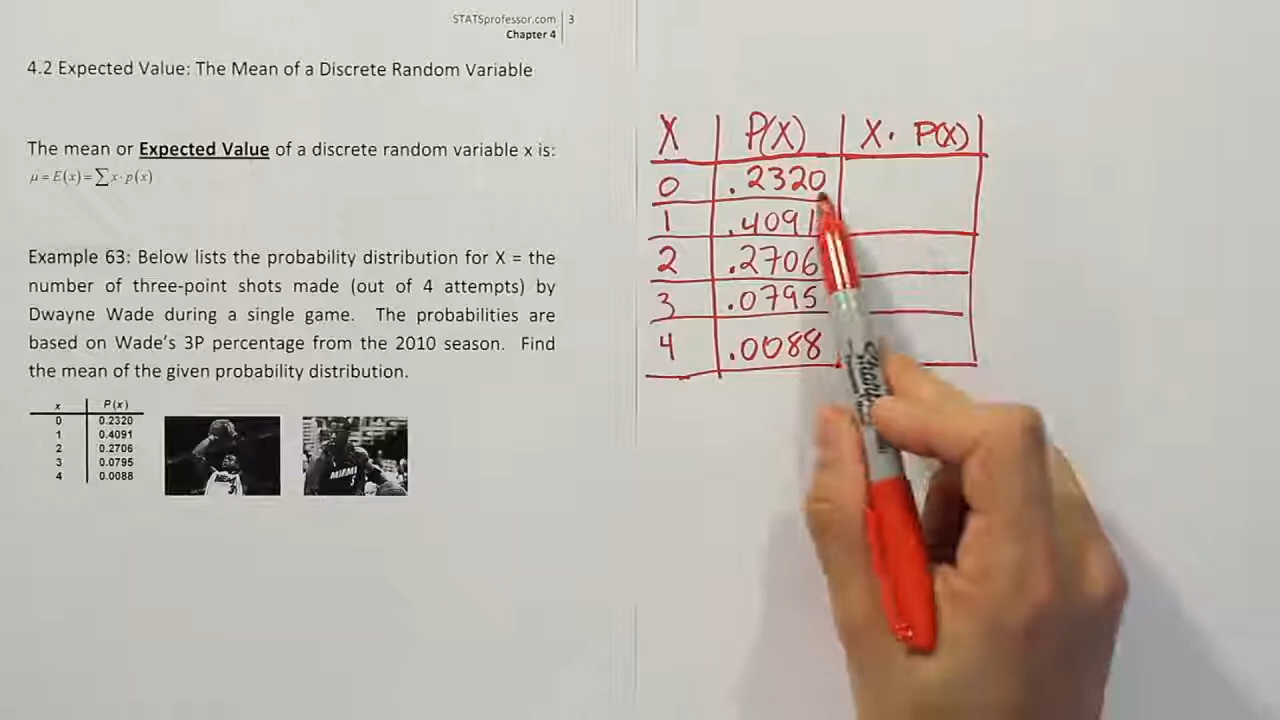 STATSprofessor.com 3
Chapter 4
4.2 Expected Value: The Mean of a Discrete Random Variable
The mean or Expected Value of a discrete random variable x is:
μ = E(x) = ∑ x · p(x)
Example 63: Below lists the probability distribution for X = the
number of three-point shots made (out of 4 attempts) by
Dwayne Wade during a single game. The probabilities are
based on Wade's 3P percentage from the 2010 season. Find
the mean of the given probability distribution.
x P(x)
0 0.2320
1 0.4091
2 0.2706
3 0.0795
4 0.0088
MIAMI
X P(X) X · P(X)
0 .2320
1 .4091
2 .2706
3 .0795
4 .0088